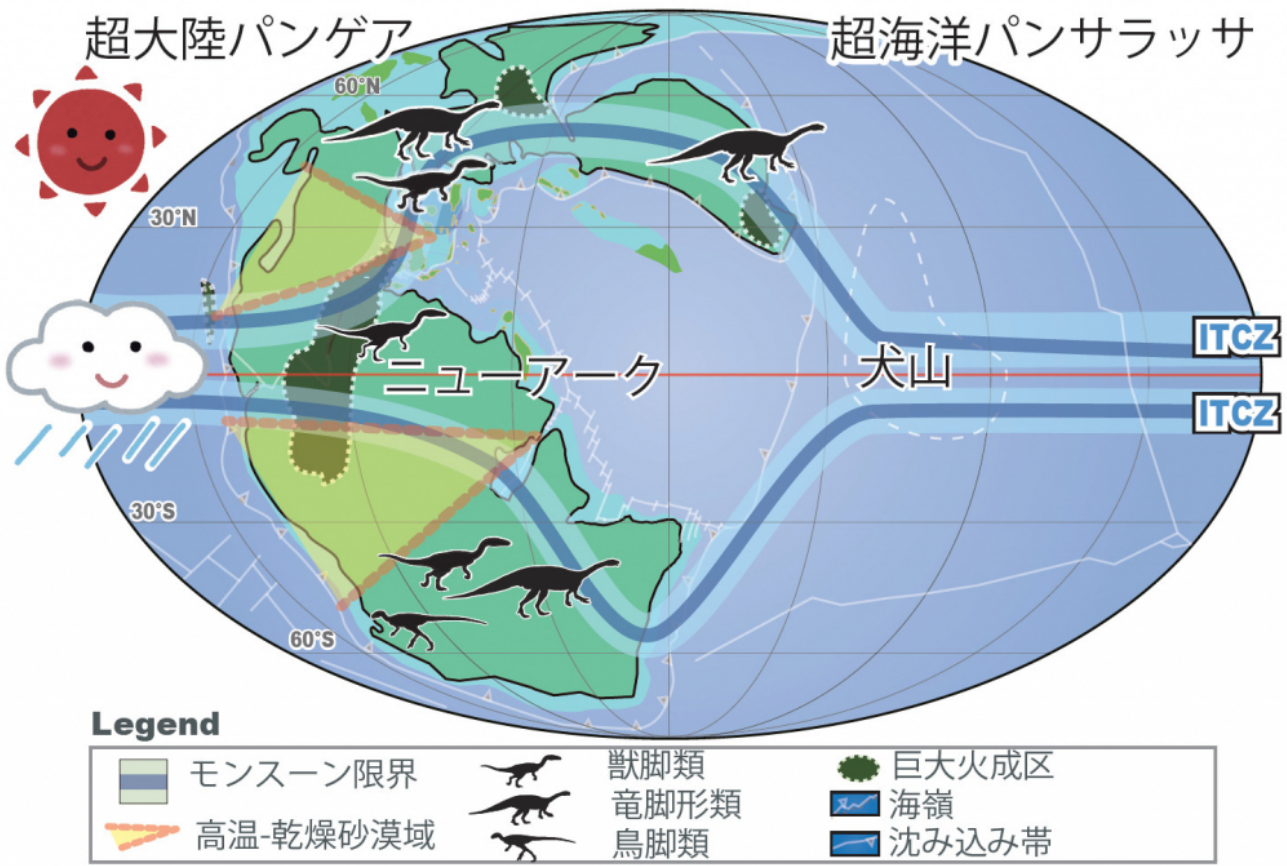 超大陸パンゲア
超海洋パンサラッサ
60°N
30°N
ITCZ
ニューアーク
犬山
ITCZ
30°S
60°S
Legend
モンスーン限界
獣脚類
巨大火成区
竜脚形類
海嶺
高温-乾燥砂漠域
鳥脚類
沈み込み帯